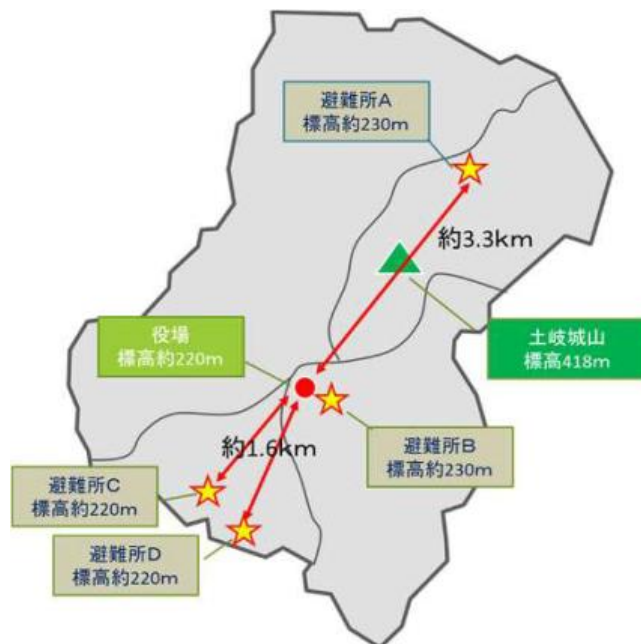 避難所A
標高約230m
約3.3km
役場
標高約220m
土岐城山
標高418m
約1.6km
避難所B
標高約230m
避難所C
標高約220m
避難所D
標高約220m